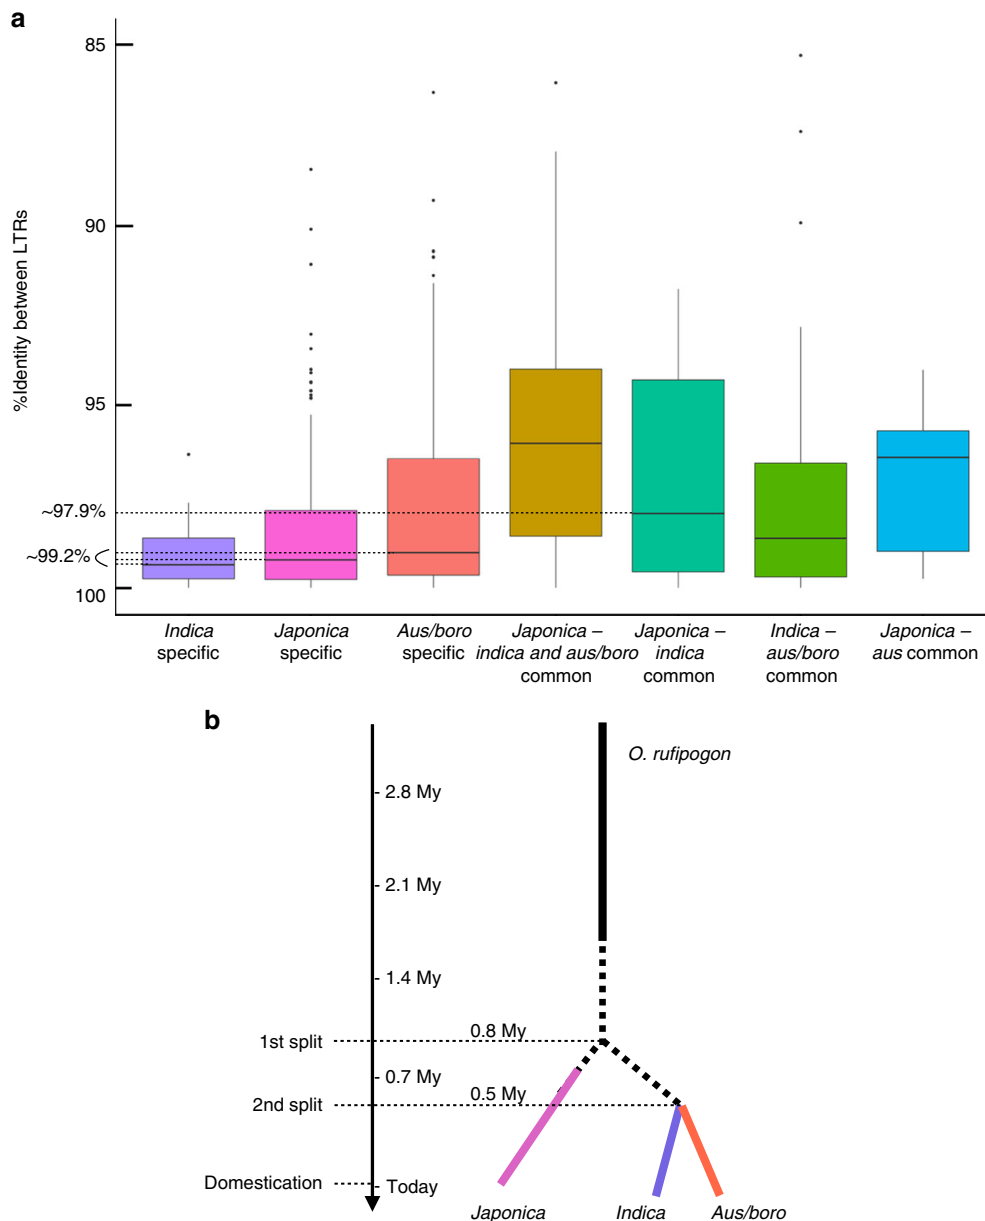 a
85
90
95
100
%Identity between LTRs
~97.9%
~99.2%
Indica
specific
Japonica
specific
Aus/boro
specific
Japonica –
indica and aus/boro
common
Japonica –
indica
common
Indica –
aus/boro
common
Japonica –
aus common
b
O. rufipogon
- 2.8 My
- 2.1 My
- 1.4 My
0.8 My
1st split
- 0.7 My
0.5 My
2nd split
Domestication
- Today
Japonica
Indica
Aus/boro